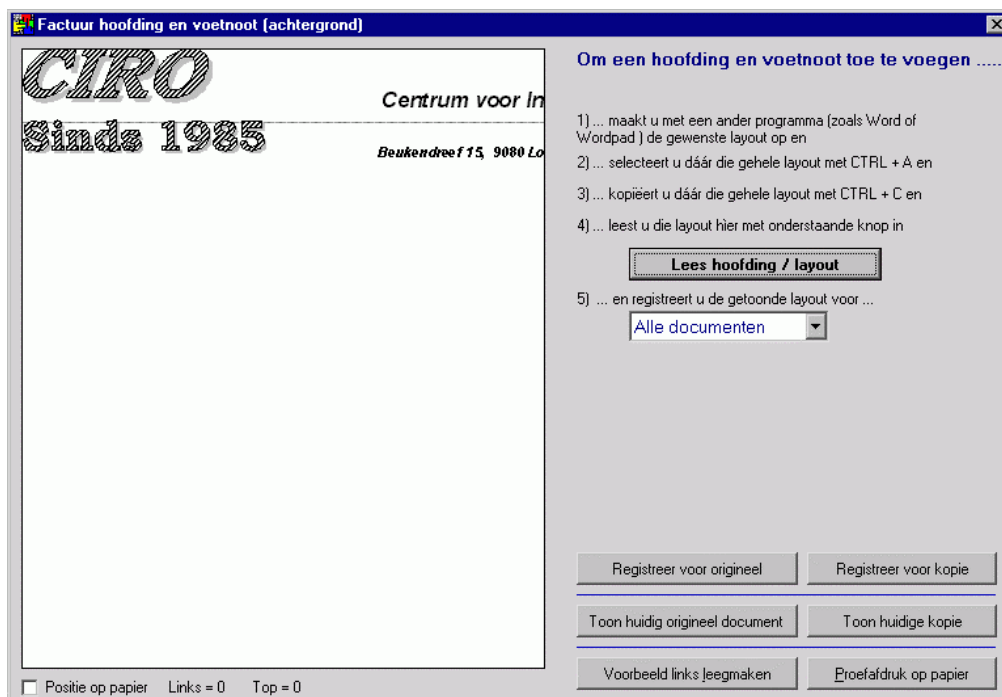 Factuur hoofding en voetnoot (achtergrond)
CIRO
Centrum voor In
Sinds 1985
Beukendreef 15, 9080 Lo
Om een hoofding en voetnoot toe te voegen .....
1) ... maakt u met een ander programma (zoals Word of
Wordpad ) de gewenste layout op en
2) ... selecteert u dáár die gehele layout met CTRL + A en
3) ... kopiëert u dáár die gehele layout met CTRL + C en
4) ... leest u die layout hier met onderstaande knop in
Lees hoofding / layout
5) ... en registreert u de getoonde layout voor ...
Alle documenten
Registreer voor origineel
Registreer voor kopie
Toon huidig origineel document
Toon huidige kopie
Voorbeeld links leegmaken
Proefafdruk op papier
Positie op papier Links = 0 Top = 0